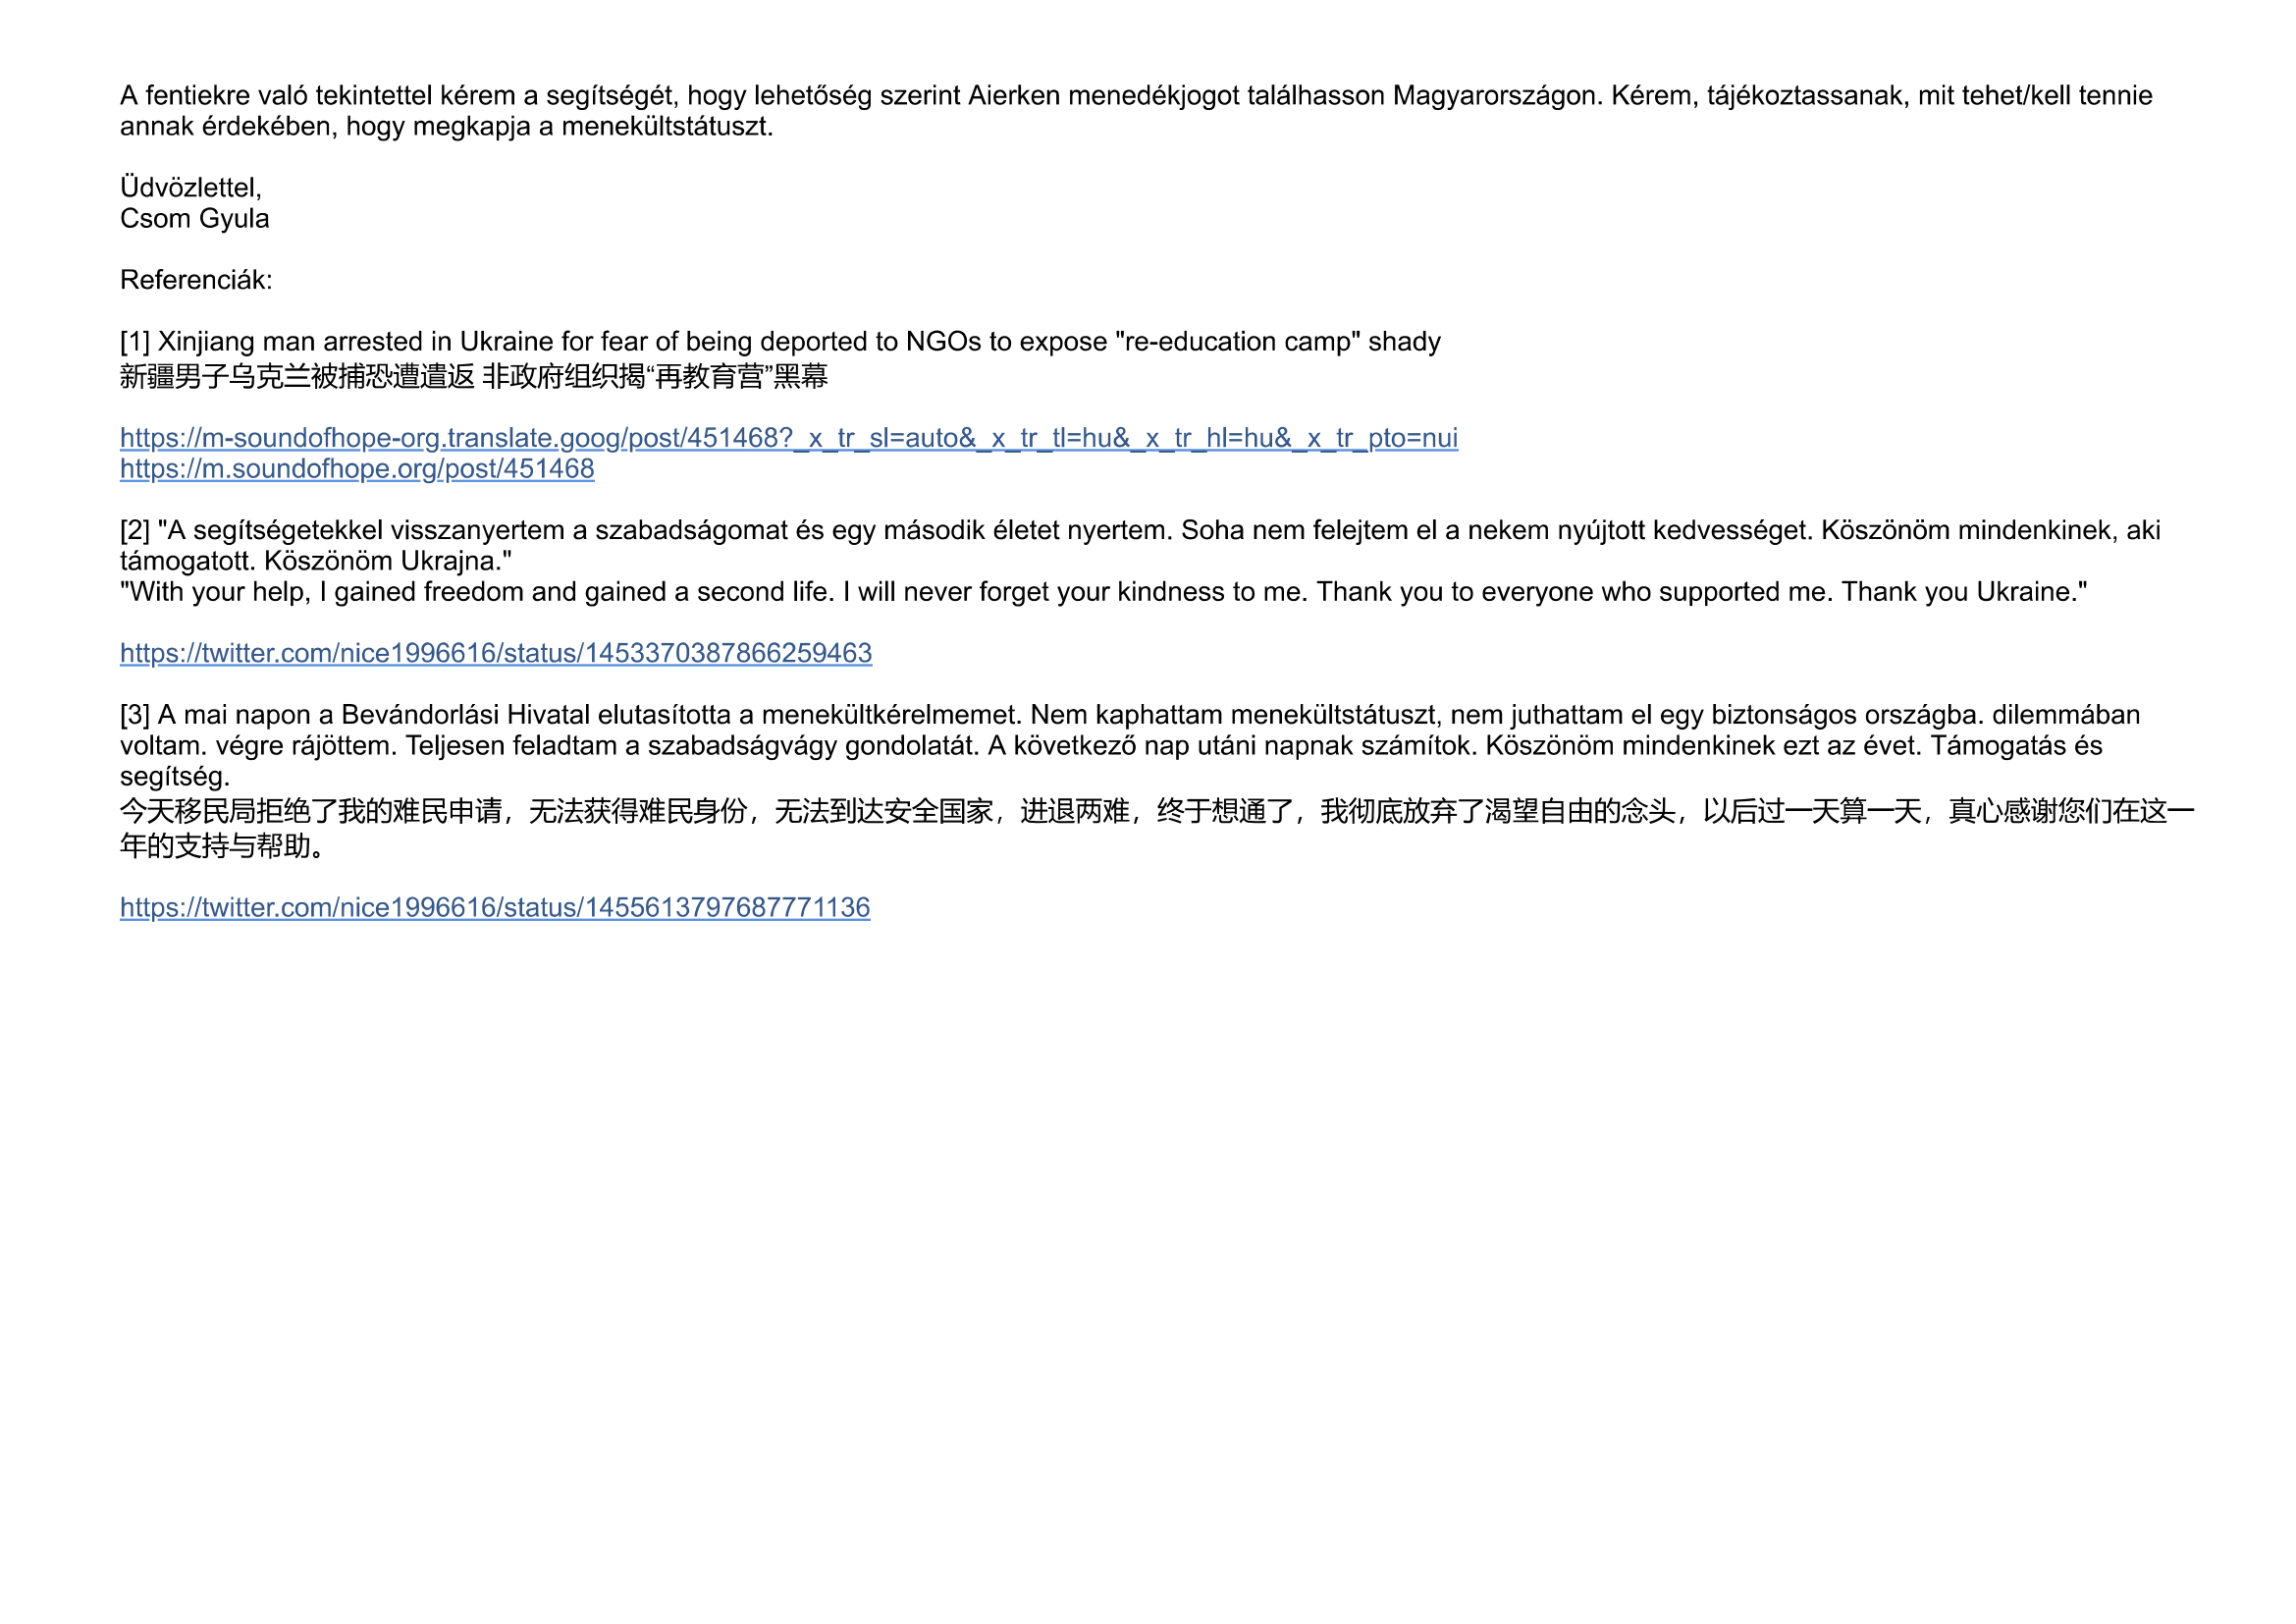 A fentiekre való tekintettel kérem a segítségét, hogy lehetőség szerint Aierken menedékjogot találhasson Magyarországon. Kérem, tájékoztassanak, mit tehet/kell tennie
annak érdekében, hogy megkapja a menekültstátuszt.
Üdvözlettel,
Csom Gyula
Referenciák:
[1] Xinjiang man arrested in Ukraine for fear of being deported to NGOs to expose "re-education camp" shady
新疆男子乌克兰被捕恐遭遣返 非政府组织揭“再教育营”黑幕
https://m-soundofhope-org.translate.goog/post/451468?_x_tr_sl=auto&_x_tr_tl=hu&_x_tr_hl=hu&_x_tr_pto=nui
https://m.soundofhope.org/post/451468
[2] "A segítségetekkel visszanyertem a szabadságomat és egy második életet nyertem. Soha nem felejtem el a nekem nyújtott kedvességet. Köszönöm mindenkinek, aki
támogatott. Köszönöm Ukrajna."
"With your help, I gained freedom and gained a second life. I will never forget your kindness to me. Thank you to everyone who supported me. Thank you Ukraine."
https://twitter.com/nice1996616/status/1453370387866259463
[3] A mai napon a Bevándorlási Hivatal elutasította a menekültkérelmemet. Nem kaphattam menekültstátuszt, nem juthattam el egy biztonságos országba. dilemmában
voltam. végre rájöttem. Teljesen feladtam a szabadságvágy gondolatát. A következő nap utáni napnak számítok. Köszönöm mindenkinek ezt az évet. Támogatás és
segítség.
今天移民局拒绝了我的难民申请，无法获得难民身份，无法到达安全国家，进退两难，终于想通了，我彻底放弃了渴望自由的念头，以后过一天算一天，真心感谢您们在这一
年的支持与帮助。
https://twitter.com/nice1996616/status/1455613797687771136